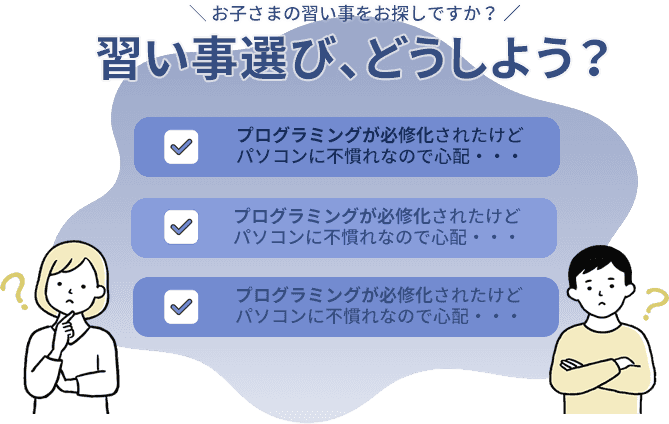 ＼ お子さまの習い事をお探しですか？ ／
習い事選び、どうしよう？
プログラミングが必修化されたけど
パソコンに不慣れなので心配・・・
プログラミングが必修化されたけど
パソコンに不慣れなので心配・・・
プログラミングが必修化されたけど
パソコンに不慣れなので心配・・・
?
?